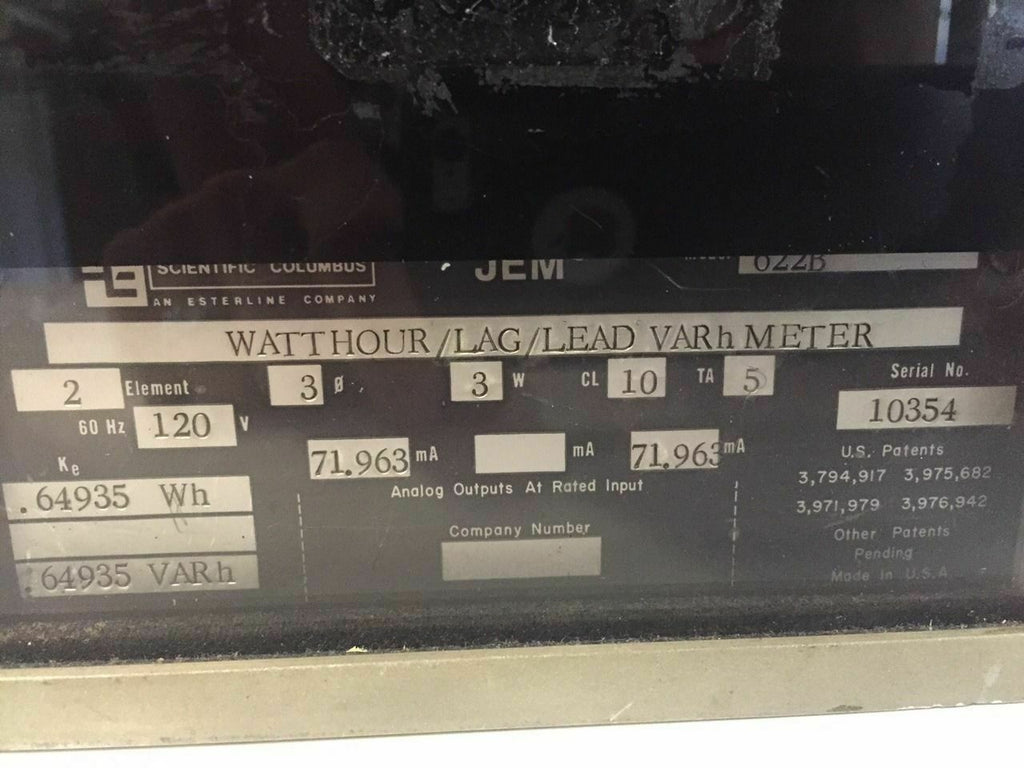 SCIENTIFIC COLUMBUS
AN ESTERLINE COMPANY
JEM
622B
WATTHOUR/LAG/LEAD VARh METER
2 Element 3 Ø 3 W CL 10 TA 5
Serial No.
10354
60 Hz 120 V
71.963 mA mA 71.963 mA
Analog Outputs At Rated Input
Ke
.64935 Wh
.64935 VARh
Company Number
U.S. Patents
3,794,917 3,975,682
3,971,979 3,976,942
Other Patents
Pending
Made in U.S.A